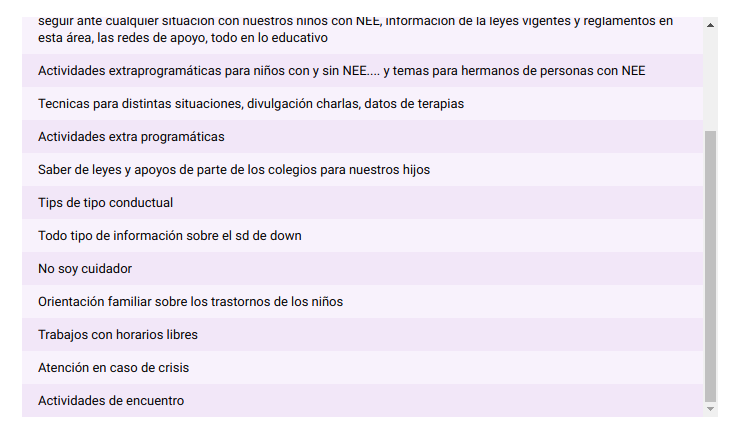 seguir ante cualquier situación con nuestros niños con NEE, información de la leyes vigentes y reglamentos en
esta área, las redes de apoyo, todo en lo educativo
Actividades extraprogramáticas para niños con y sin NEE.... y temas para hermanos de personas con NEE
Tecnicas para distintas situaciones, divulgación charlas, datos de terapias
Actividades extra programáticas
Saber de leyes y apoyos de parte de los colegios para nuestros hijos
Tips de tipo conductual
Todo tipo de información sobre el sd de down
No soy cuidador
Orientación familiar sobre los trastornos de los niños
Trabajos con horarios libres
Atención en caso de crisis
Actividades de encuentro